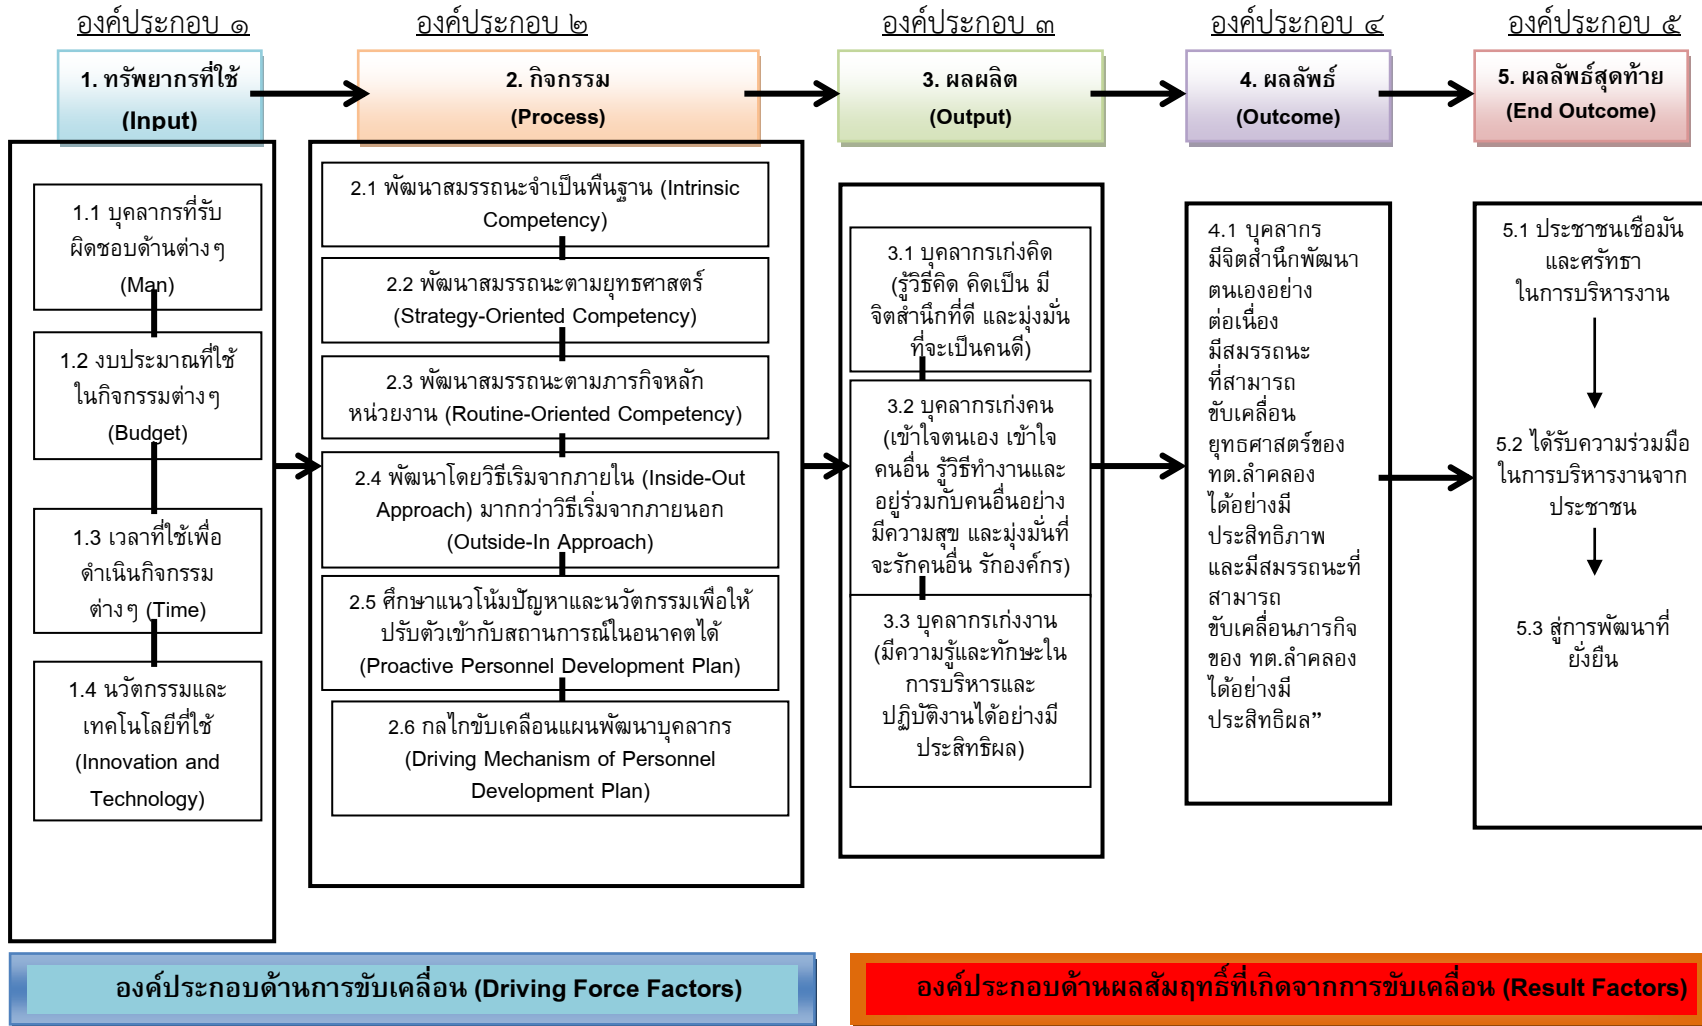 องค์ประกอบ ๑
องค์ประกอบ ๒
องค์ประกอบ ๓
องค์ประกอบ ๔
องค์ประกอบ ๕
1. ทรัพยากรที่ใช้
(Input)
2. กิจกรรม
(Process)
3. ผลผลิต
(Output)
4. ผลลัพธ์
(Outcome)
5. ผลลัพธ์สุดท้าย
(End Outcome)
1.1 บุคลากรที่รับ
ผิดชอบด้านต่างๆ
(Man)
1.2 งบประมาณที่ใช้
ในกิจกรรมต่างๆ
(Budget)
1.3 เวลาที่ใช้เพื่อ
ดำเนินกิจกรรม
ต่างๆ (Time)
1.4 นวัตกรรมและ
เทคโนโลยีที่ใช้
(Innovation and
Technology)
2.1 พัฒนาสมรรถนะจำเป็นพื้นฐาน (Intrinsic
Competency)
2.2 พัฒนาสมรรถนะตามยุทธศาสตร์
(Strategy-Oriented Competency)
2.3 พัฒนาสมรรถนะตามภารกิจหลัก
หน่วยงาน (Routine-Oriented Competency)
2.4 พัฒนาโดยวิธีเริ่มจากภายใน (Inside-Out
Approach) มากกว่าวิธีเริ่มจากภายนอก
(Outside-In Approach)
2.5 ศึกษาแนวโน้มปัญหาและนวัตกรรมเพื่อให้
ปรับตัวเข้ากับสถานการณ์ในอนาคตได้
(Proactive Personnel Development Plan)
2.6 กลไกขับเคลื่อนแผนพัฒนาบุคลากร
(Driving Mechanism of Personnel
Development Plan)
3.1 บุคลากรเก่งคิด
(รู้วิธีคิด คิดเป็น มี
จิตสำนึกที่ดี และมุ่งมั่น
ที่จะเป็นคนดี)
3.2 บุคลากรเก่งคน
(เข้าใจตนเอง เข้าใจ
คนอื่น รู้วิธีทำงานและ
อยู่ร่วมกับคนอื่นอย่าง
มีความสุข และมุ่งมั่นที่
จะรักคนอื่น รักองค์กร)
3.3 บุคลากรเก่งงาน
(มีความรู้และทักษะใน
การบริหารและ
ปฏิบัติงานได้อย่างมี
ประสิทธิผล)
4.1 บุคลากร
มีจิตสำนึกพัฒนา
ตนเองอย่าง
ต่อเนื่อง
มีสมรรถนะ
ที่สามารถ
ขับเคลื่อน
ยุทธศาสตร์ของ
ทต.ลำคลอง
ได้อย่างมี
ประสิทธิภาพ
และมีสมรรถนะที่
สามารถ
ขับเคลื่อนภารกิจ
ของ ทต.ลำคลอง
ได้อย่างมี
ประสิทธิผล”
5.1 ประชาชนเชื่อมั่น
และศรัทธา
ในการบริหารงาน
5.2 ได้รับความร่วมมือ
ในการบริหารงานจาก
ประชาชน
5.3 สู่การพัฒนาที่
ยั่งยืน
องค์ประกอบด้านการขับเคลื่อน (Driving Force Factors)
องค์ประกอบด้านผลสัมฤทธิ์ที่เกิดจากการขับเคลื่อน (Result Factors)